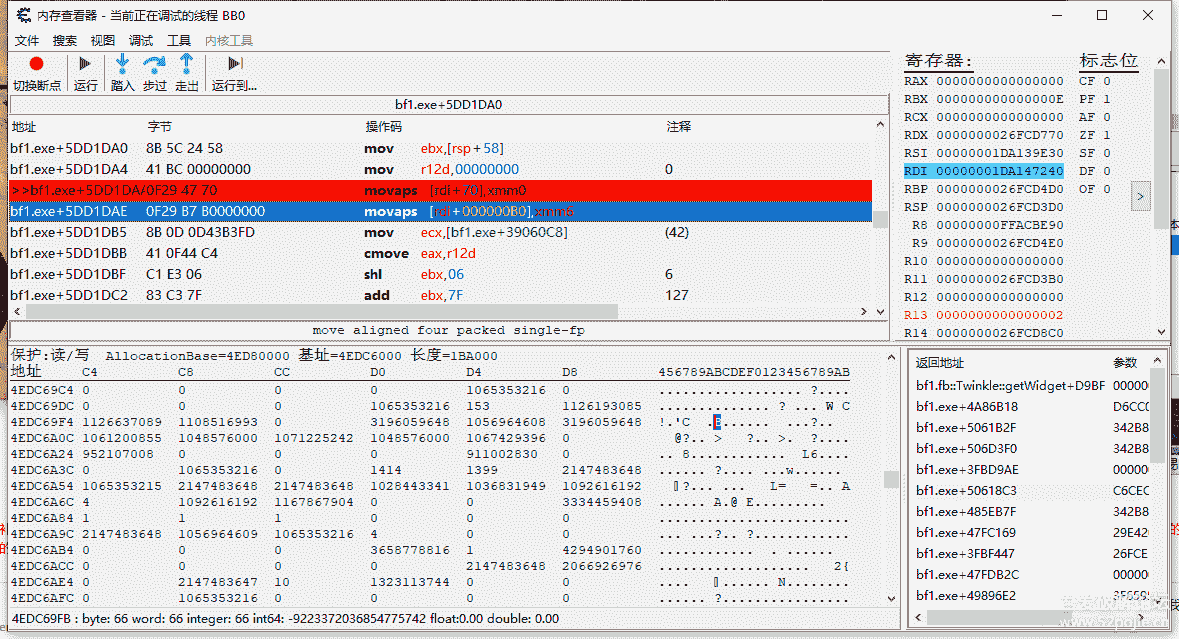 内存查看器 - 当前正在调试的线程 BB0
文件 搜索 视图 调试 工具 内核工具
切换断点 运行 踏入 步过 走出 运行到...
bf1.exe+5DD1DA0
地址 字节 操作码 注释
bf1.exe+5DD1DA0 8B 5C 24 58 mov ebx,[rsp+58]
bf1.exe+5DD1DA4 41 BC 00000000 mov r12d,00000000 0
>>bf1.exe+5DD1DA/0F29 47 70 movaps [rdi+70],xmm0
bf1.exe+5DD1DAE 0F29 B7 B0000000 movaps [rdi+000000B0],xmm6
bf1.exe+5DD1DB5 8B 0D 0D43B3FD mov ecx,[bf1.exe+39060C8] (42)
bf1.exe+5DD1DBB 41 0F44 C4 cmove eax,r12d
bf1.exe+5DD1DBF C1 E3 06 shl ebx,06 6
bf1.exe+5DD1DC2 83 C3 7F add ebx,7F 127
move aligned four packed single-fp
寄存器: 标志位
RAX 0000000000000000 CF 0
RBX 000000000000000E PF 1
RCX 0000000000000000 AF 0
RDX 0000000026FCD770 ZF 1
RSI 00000001DA139E30 SF 0
RDI 00000001DA147240 DF 0
RBP 0000000026FCD4D0 OF 0
RSP 0000000026FCD3D0 >
R8 00000000FFACBE90
R9 0000000026FCD4E0
R10 0000000000000000
R11 0000000026FCD3B0
R12 0000000000000000
R13 0000000000000002
R14 0000000026FCD8C0
保护:读/写 AllocationBase=4ED80000 基址=4EDC6000 长度=1BA000
地址 C4 C8 CC D0 D4 D8 456789ABCDEF0123456789AB
4EDC69C4 0 0 0 0 1065353216 0
4EDC69DC 0 0 0 1065353216 153 1126193085
4EDC69F4 1126637089 1108516993 0 3196059648 1056964608 3196059648
4EDC6A0C 1061200855 1048576000 1071225242 1048576000 1067429396 0
4EDC6A24 952107008 0 0 0 911002830 0
4EDC6A3C 0 1065353216 0 1414 1399 2147483648
4EDC6A54 1065353215 2147483648 2147483648 1028443341 1036831949 1092616192
4EDC6A6C 4 1092616192 1167867904 0 0 3334459408
4EDC6A84 1 1 1 0 0 0
4EDC6A9C 2147483648 1056964609 1065353216 4 0 0
4EDC6AB4 0 0 0 3658778816 1 4294901760
4EDC6ACC 0 0 0 0 2147483648 2066926976
4EDC6AE4 0 2147483647 10 1323113744 0 0
4EDC6AFC 0 1065353216 0 0 0 0
4EDC69FB : byte: 66 word: 66 integer: 66 int64: -9223372036854775742 float:0.00 double: 0.00
返回地址 参数
bf1.fb::Twinkle::getWidget+D9BF 00000
bf1.exe+4A86B18 D6CC0
bf1.exe+5061B2F 342B8
bf1.exe+506D3F0 342B8
bf1.exe+3FBD9AE 00000
bf1.exe+50618C3 C6CEC
bf1.exe+485EB7F 342B8
bf1.exe+47FC169 29E42
bf1.exe+3FBF447 26FCE
bf1.exe+47FDB2C 00000
bf1.exe+49896E2
www.52pojie.cn